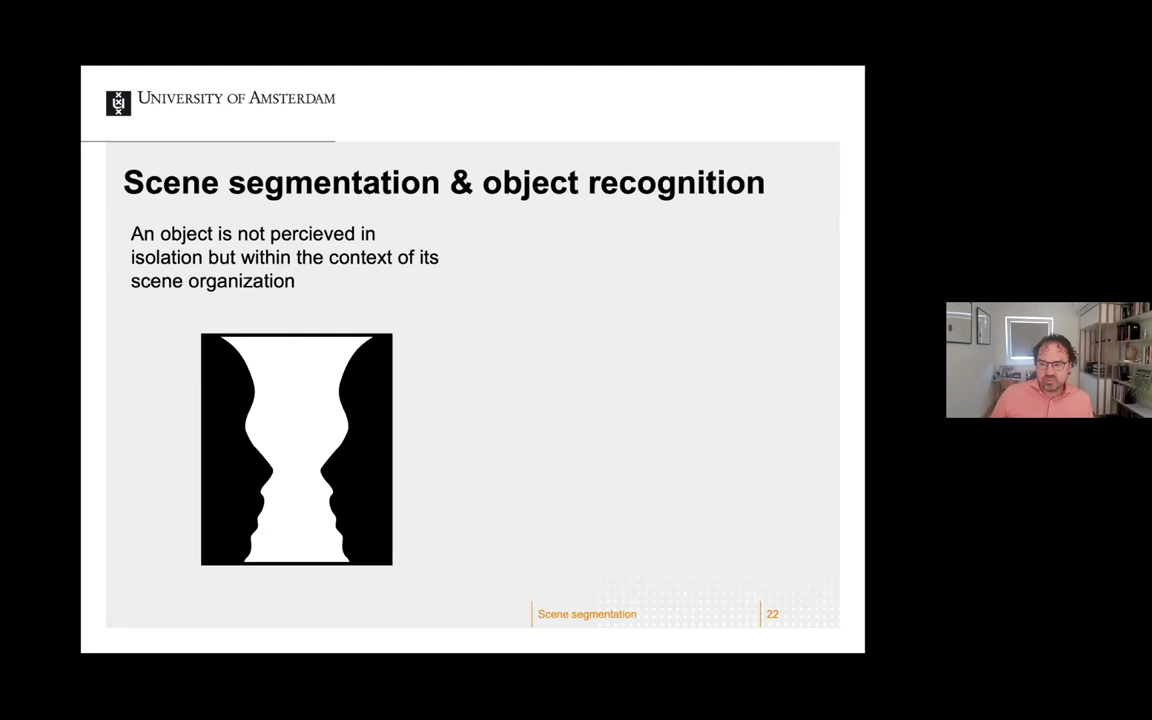 UNIVERSITY OF AMSTERDAM
Scene segmentation & object recognition
An object is not percieved in
isolation but within the context of its
scene organization
Scene segmentation
22